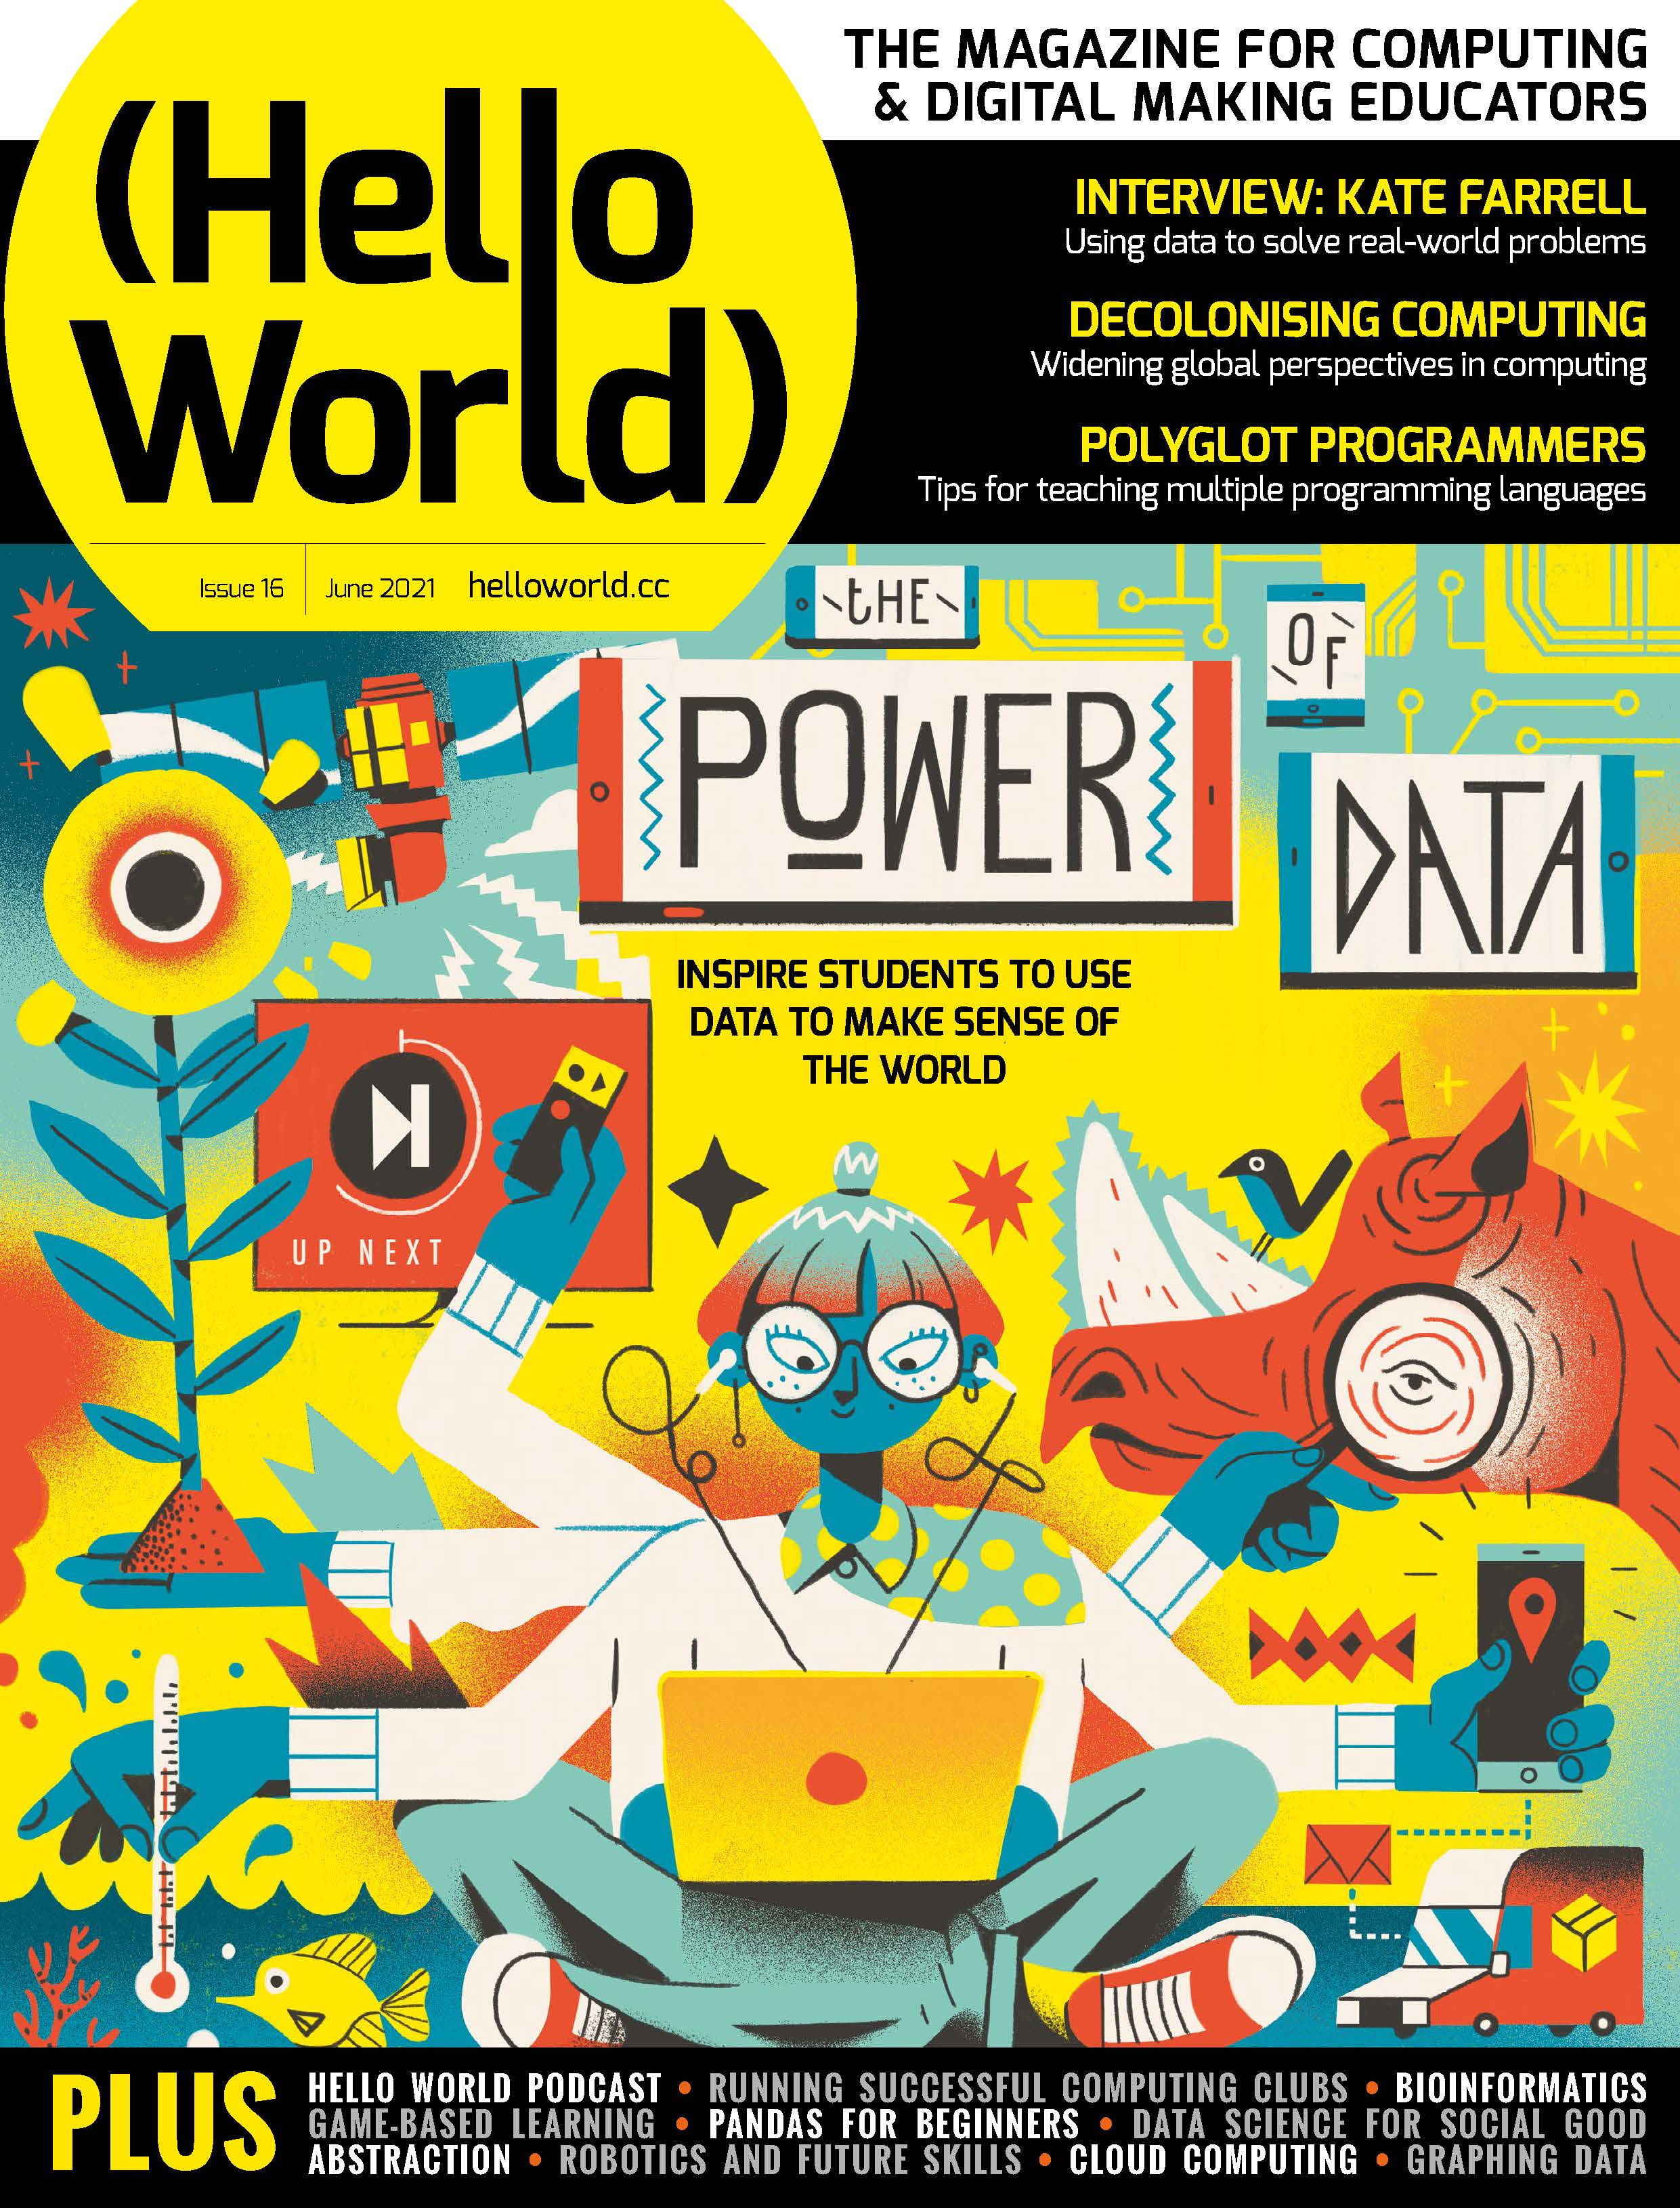 (Hello
World)
Issue 16 June 2021 helloworld.cc
THE MAGAZINE FOR COMPUTING
& DIGITAL MAKING EDUCATORS
INTERVIEW: KATE FARRELL
Using data to solve real-world problems
DECOLONISING COMPUTING
Widening global perspectives in computing
POLYGLOT PROGRAMMERS
Tips for teaching multiple programming languages
tHE
POWER
OF
DATA
INSPIRE STUDENTS TO USE
DATA TO MAKE SENSE OF
THE WORLD
UP NEXT
PLUS
HELLO WORLD PODCAST • RUNNING SUCCESSFUL COMPUTING CLUBS • BIOINFORMATICS
GAME-BASED LEARNING • PANDAS FOR BEGINNERS • DATA SCIENCE FOR SOCIAL GOOD
ABSTRACTION • ROBOTICS AND FUTURE SKILLS • CLOUD COMPUTING • GRAPHING DATA